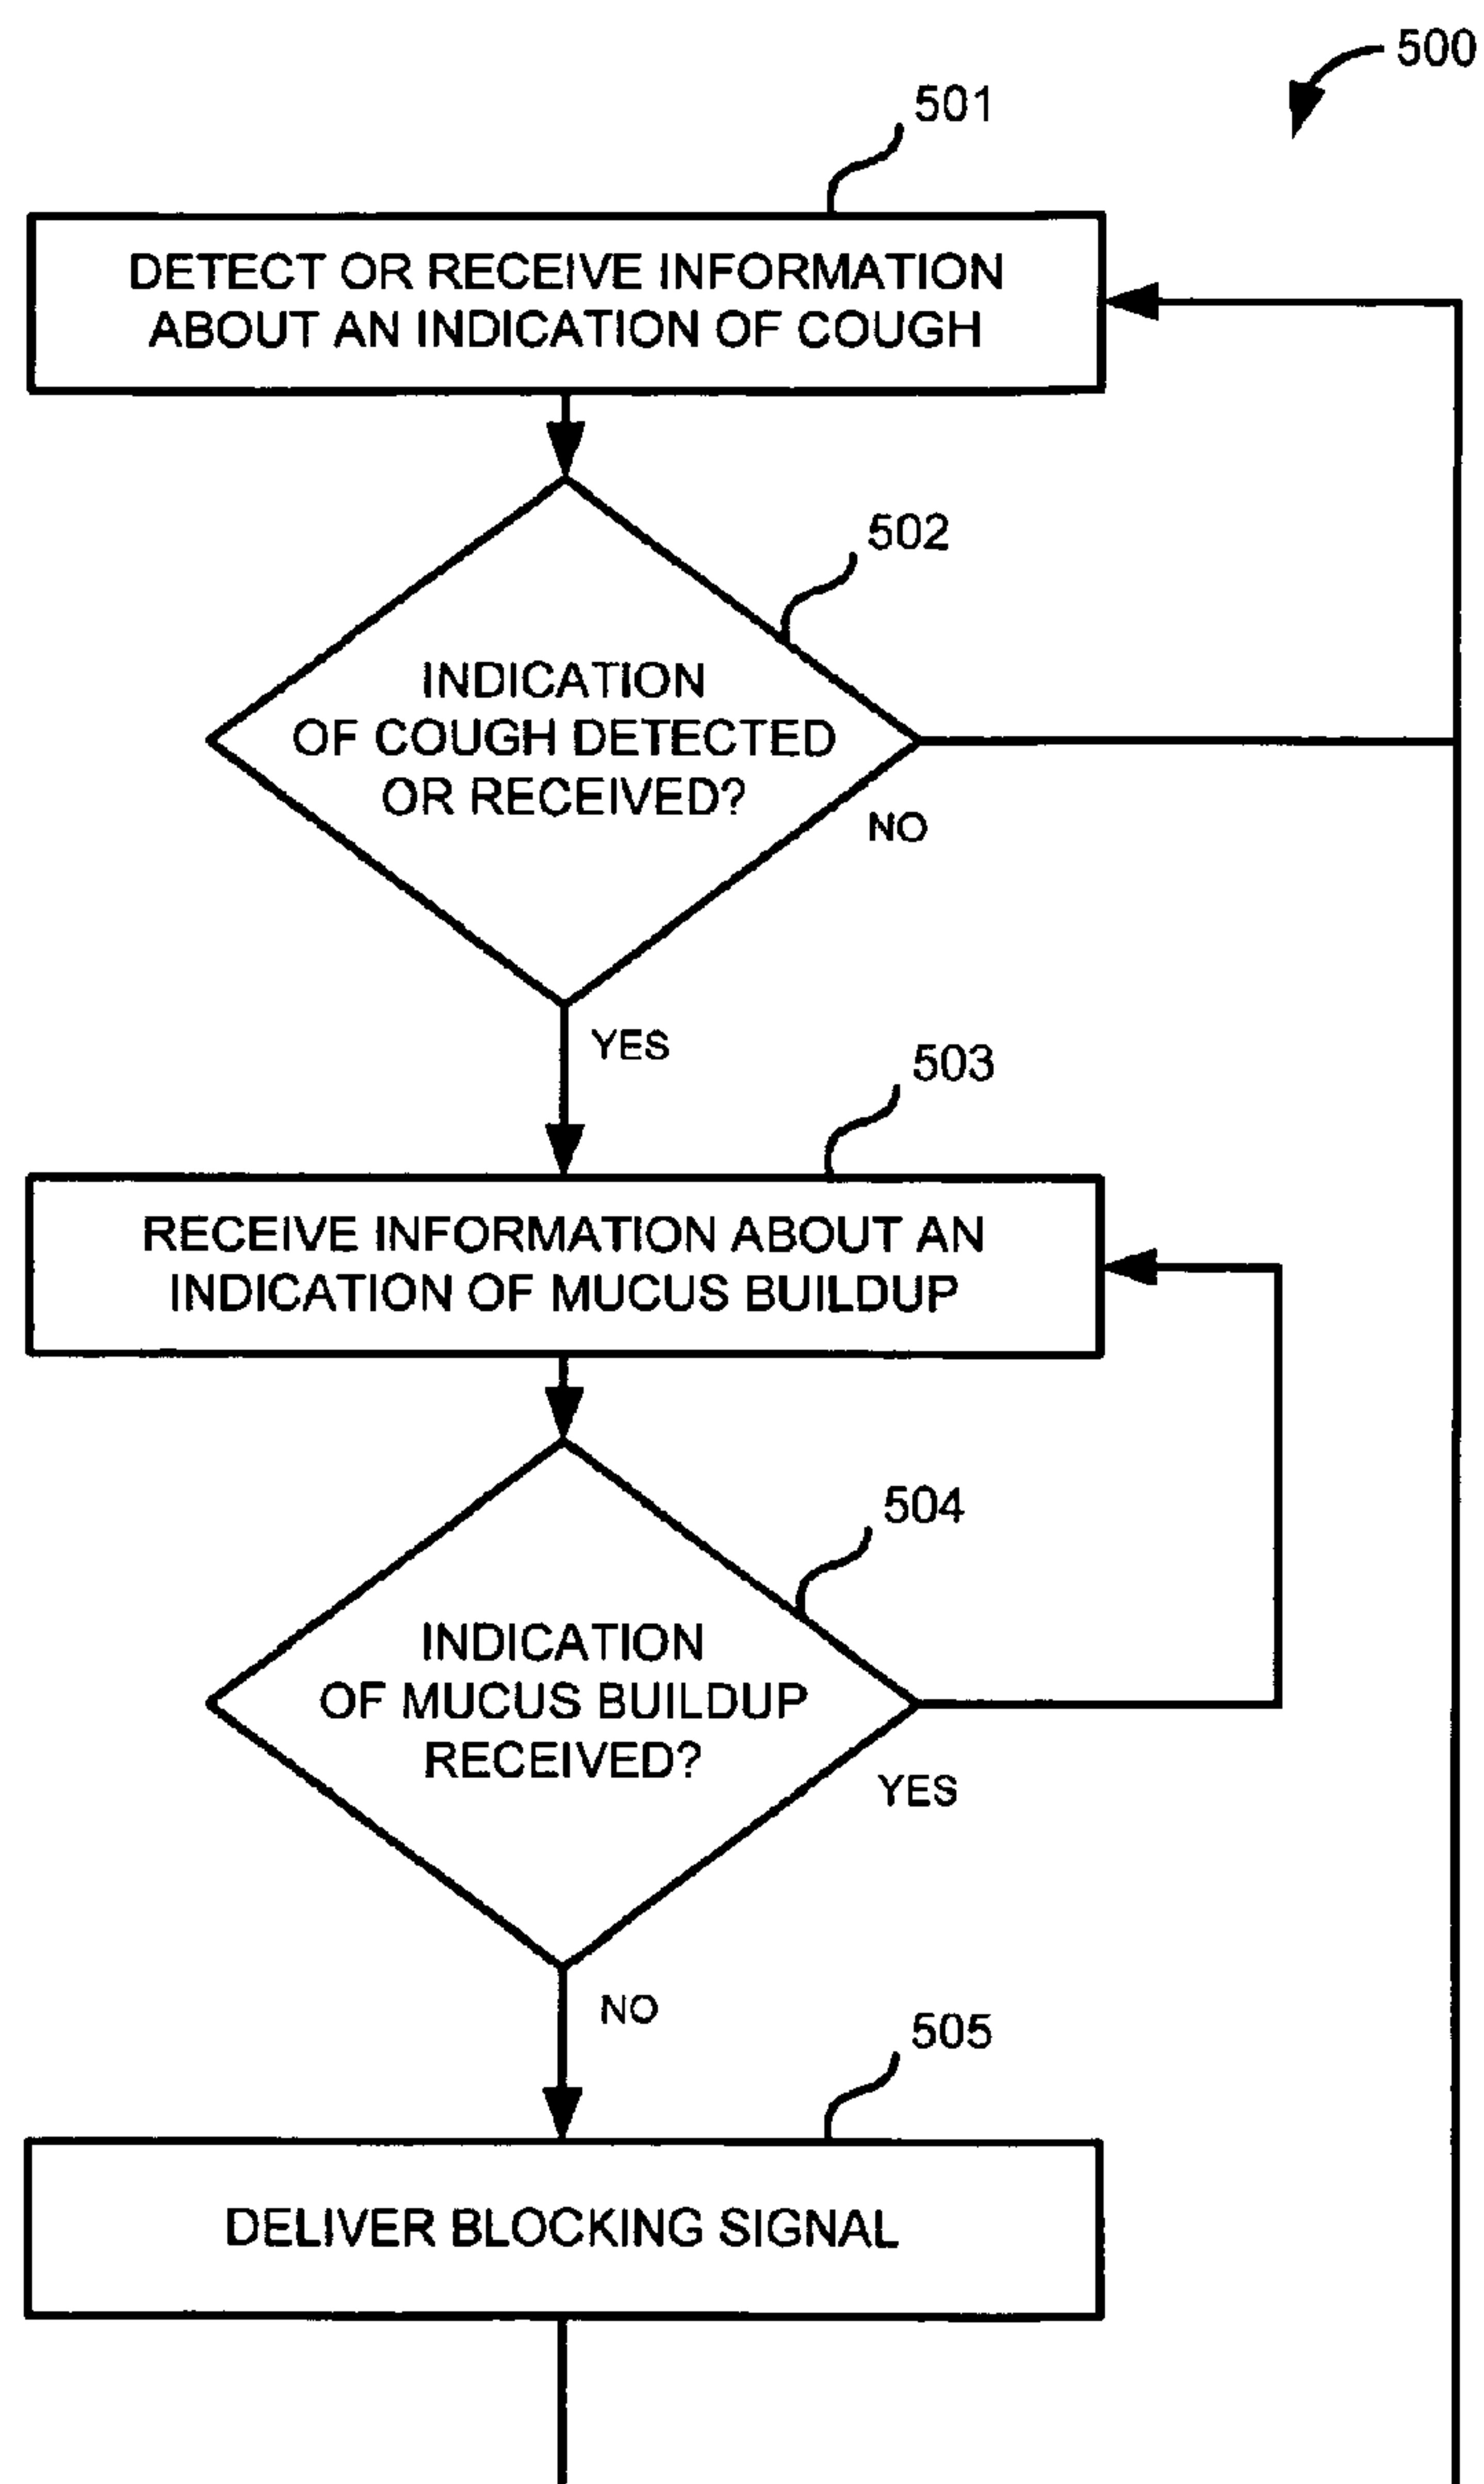 500
501
DETECT OR RECEIVE INFORMATION
ABOUT AN INDICATION OF COUGH
502
INDICATION
OF COUGH DETECTED
OR RECEIVED?
NO
YES
503
RECEIVE INFORMATION ABOUT AN
INDICATION OF MUCUS BUILDUP
504
INDICATION
OF MUCUS BUILDUP
RECEIVED?
YES
NO
505
DELIVER BLOCKING SIGNAL